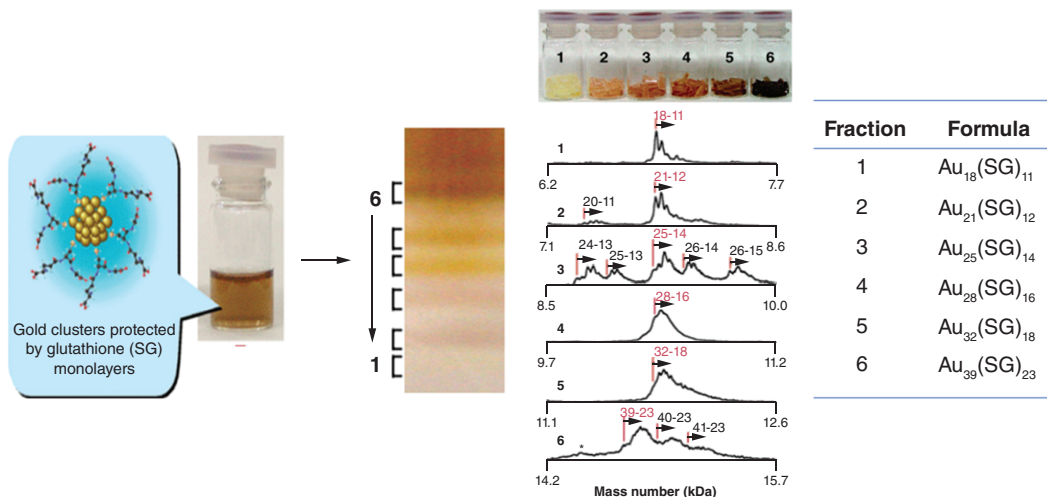 Gold clusters protected
by glutathione (SG)
monolayers
6
1
1 2 3 4 5 6
1
18-11
6.2 7.7
2
20-11
21-12
7.1 8.6
3
24-13
25-13
25-14
26-14
26-15
8.5 10.0
4
28-16
9.7 11.2
5
32-18
11.1 12.6
6
*
39-23
40-23
41-23
14.2 15.7
Mass number (kDa)
Fraction Formula
1 Au₁₈(SG)₁₁
2 Au₂₁(SG)₁₂
3 Au₂₅(SG)₁₄
4 Au₂₈(SG)₁₆
5 Au₃₂(SG)₁₈
6 Au₃₉(SG)₂₃